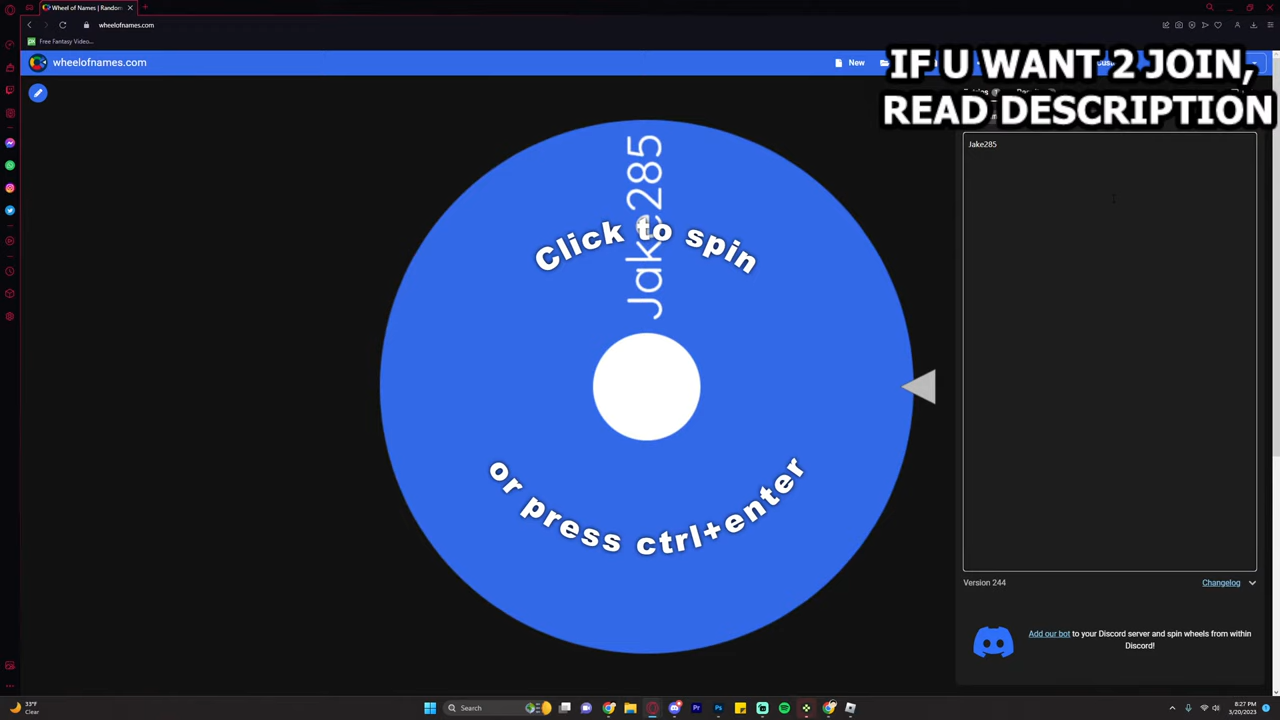 Wheel of Names | Random
wheelofnames.com
Free Fantasy Video...
wheelofnames.com
New
IF U WANT 2 JOIN,
READ DESCRIPTION
Jake285
Jake285
Click to spin
or press ctrl+enter
Version 244
Changelog
Add our bot to your Discord server and spin wheels from within
Discord!
33°F
Clear
Search
8:27 PM
3/20/2023